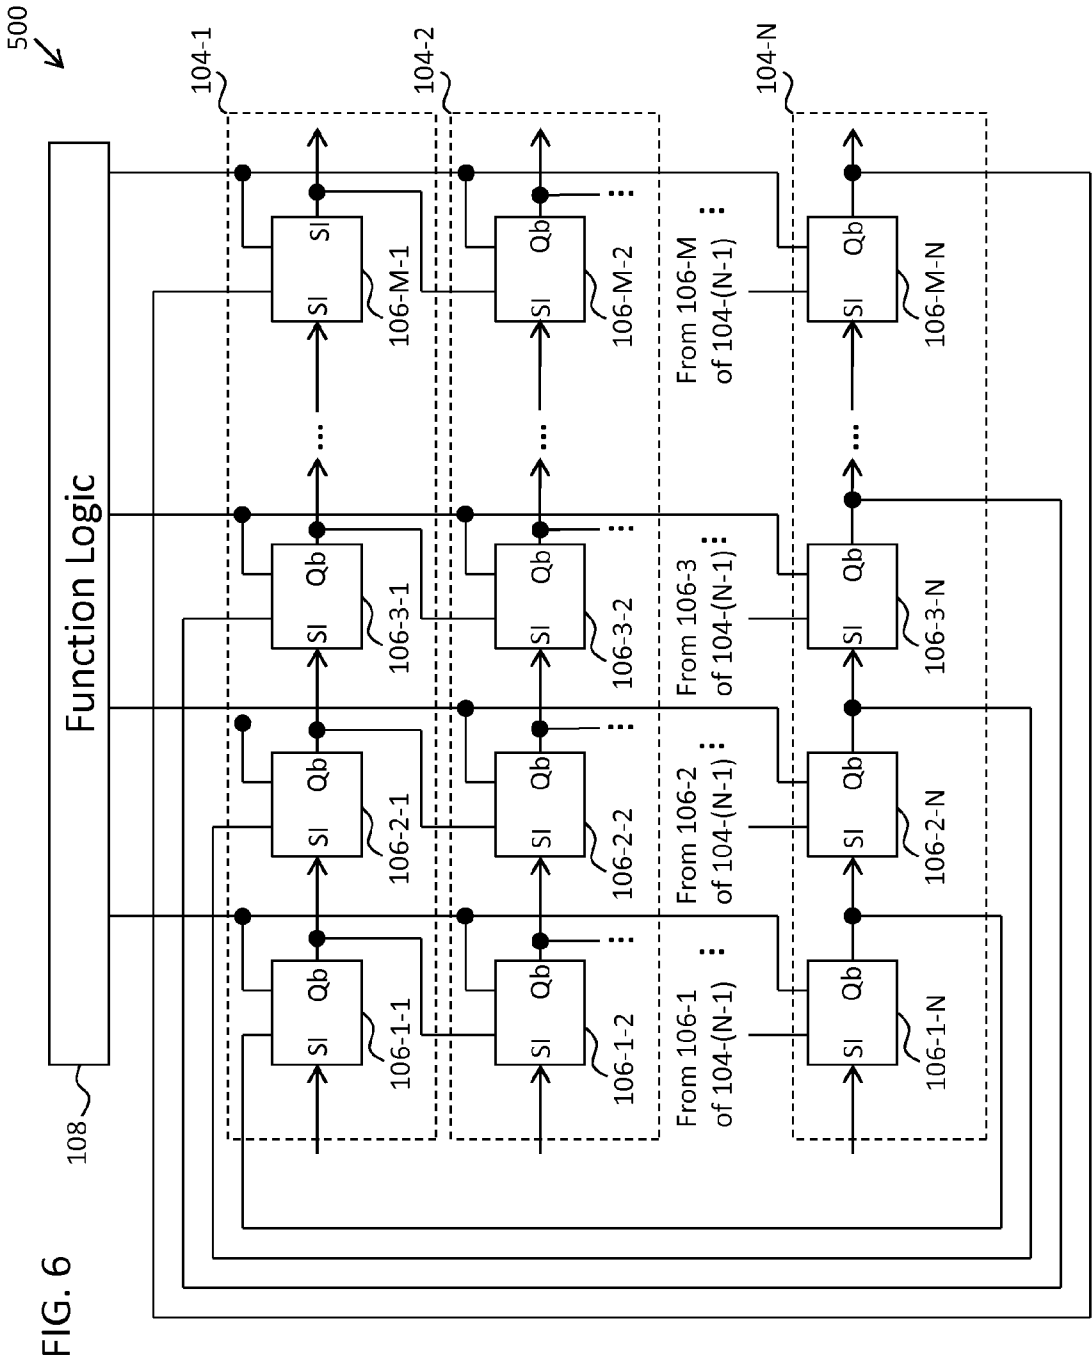 FIG. 6
500
108
Function Logic
104-1
SI
Qb
106-1-1
SI
Qb
106-2-1
SI
Qb
106-3-1
...
SI
SI
106-M-1
104-2
SI
Qb
...
106-1-2
SI
Qb
...
106-2-2
SI
Qb
...
106-3-2
...
SI
Qb
...
106-M-2
From 106-1
of 104-(N-1)
...
From 106-2
of 104-(N-1)
...
From 106-3
of 104-(N-1)
...
From 106-M
of 104-(N-1)
...
104-N
SI
Qb
106-1-N
SI
Qb
106-2-N
SI
Qb
106-3-N
...
SI
Qb
106-M-N